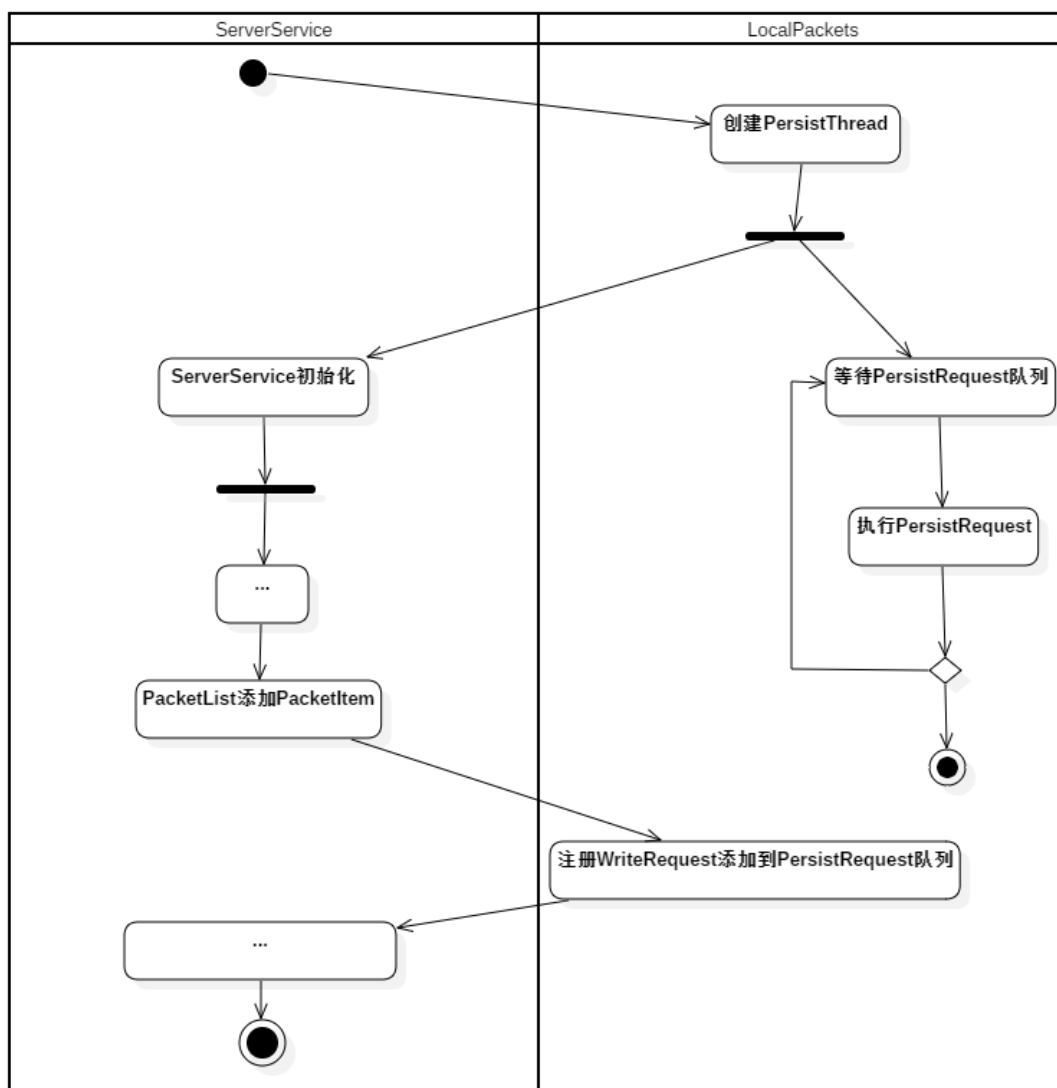 ServerService
LocalPackets
创建PersistThread
ServerService初始化
等待PersistRequest队列
执行PersistRequest
...
PacketList添加PacketItem
注册WriteRequest添加到PersistRequest队列
...